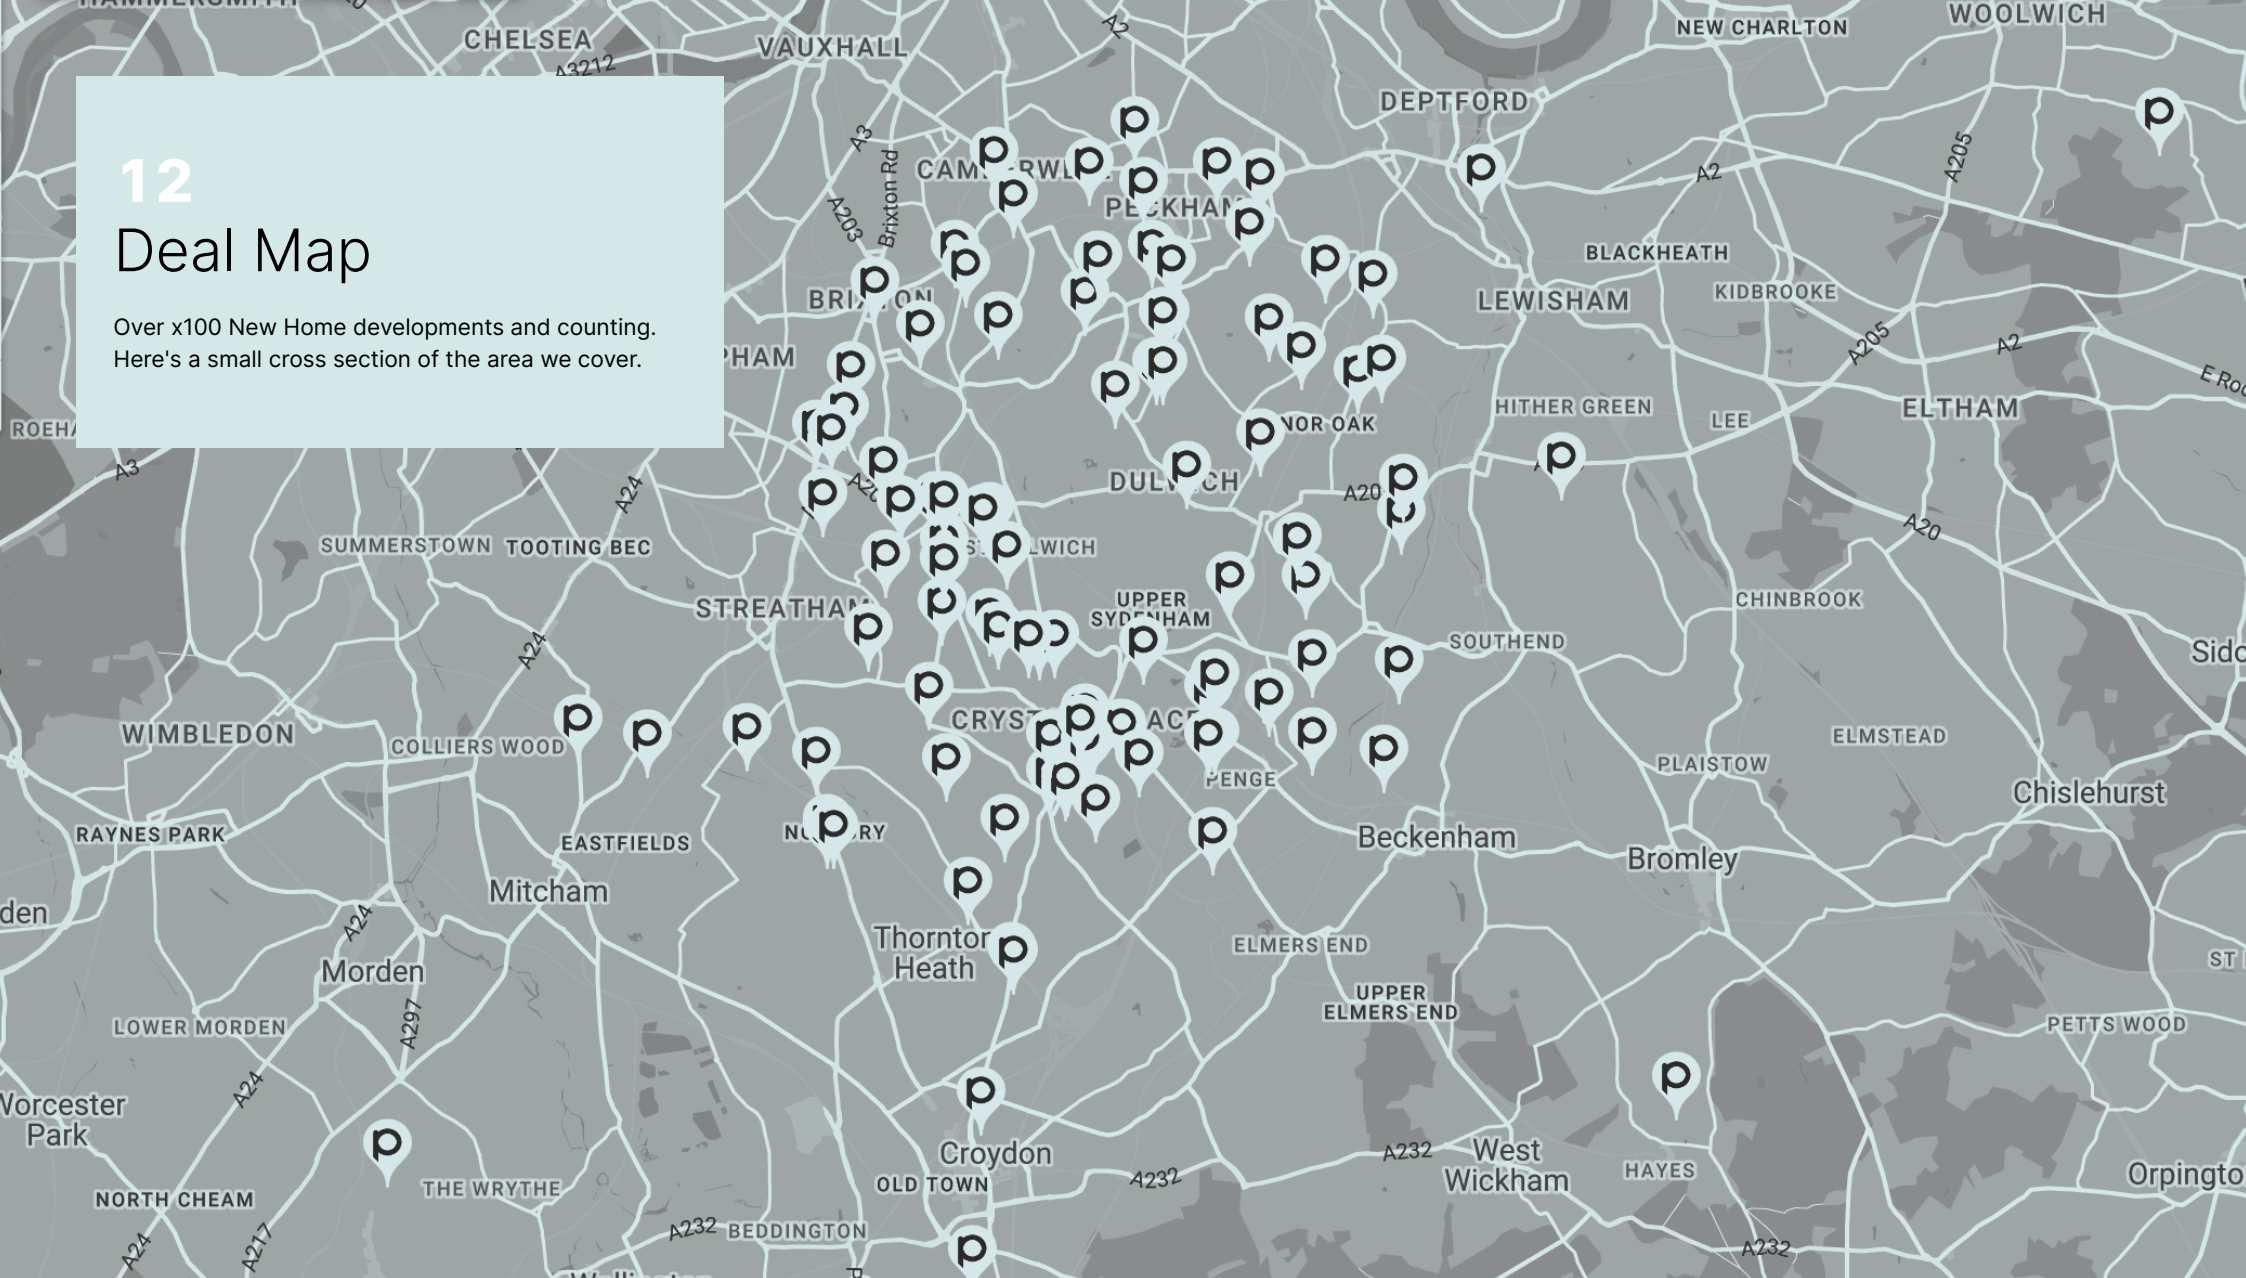 12
Deal Map
Over x100 New Home developments and counting.
Here's a small cross section of the area we cover.
CHELSEA
A3212
VAUXHALL
A2
NEW CHARLTON
WOOLWICH
DEPTFORD
A3
Brixton Rd
A203
A205
A2
PECKHAM
BLACKHEATH
KIDBROOKE
LEWISHAM
A205
A2
HITHER GREEN
LEE
ELTHAM
A3
A24
A20
SUMMERSTOWN
TOOTING BEC
STREATHAM
UPPER
SYDENHAM
CHINBROOK
SOUTHEND
A24
WIMBLEDON
COLLIERS WOOD
ELMSTEAD
PLAISTOW
PENGE
Chislehurst
RAYNES PARK
EASTFIELDS
Beckenham
Bromley
Mitcham
A24
Thornton
Heath
ELMERS END
Morden
UPPER
ELMERS END
LOWER MORDEN
A297
PETTS WOOD
A24
Worcester
Park
Croydon
A232
A232
West
Wickham
HAYES
OLD TOWN
NORTH CHEAM
THE WRYTHE
A232
BEDDINGTON
A24
A217
A232